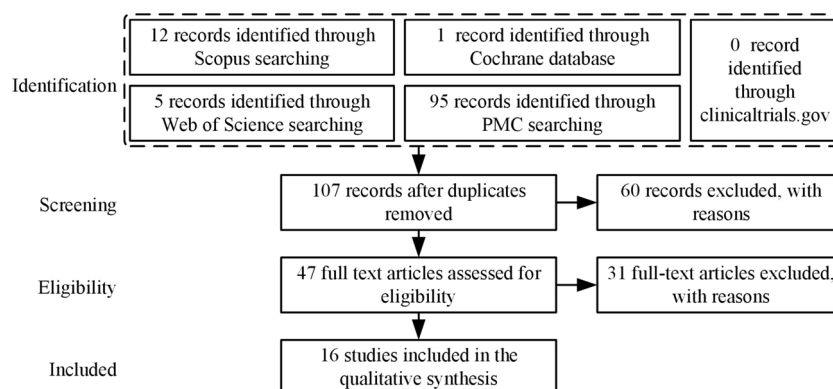 12 records identified through
Scopus searching
1 record identified through
Cochrane database
0 record
identified
through
clinicaltrials.gov
Identification
5 records identified through
Web of Science searching
95 records identified through
PMC searching
Screening
107 records after duplicates
removed
60 records excluded, with
reasons
Eligibility
47 full text articles assessed for
eligibility
31 full-text articles excluded,
with reasons
Included
16 studies included in the
qualitative synthesis